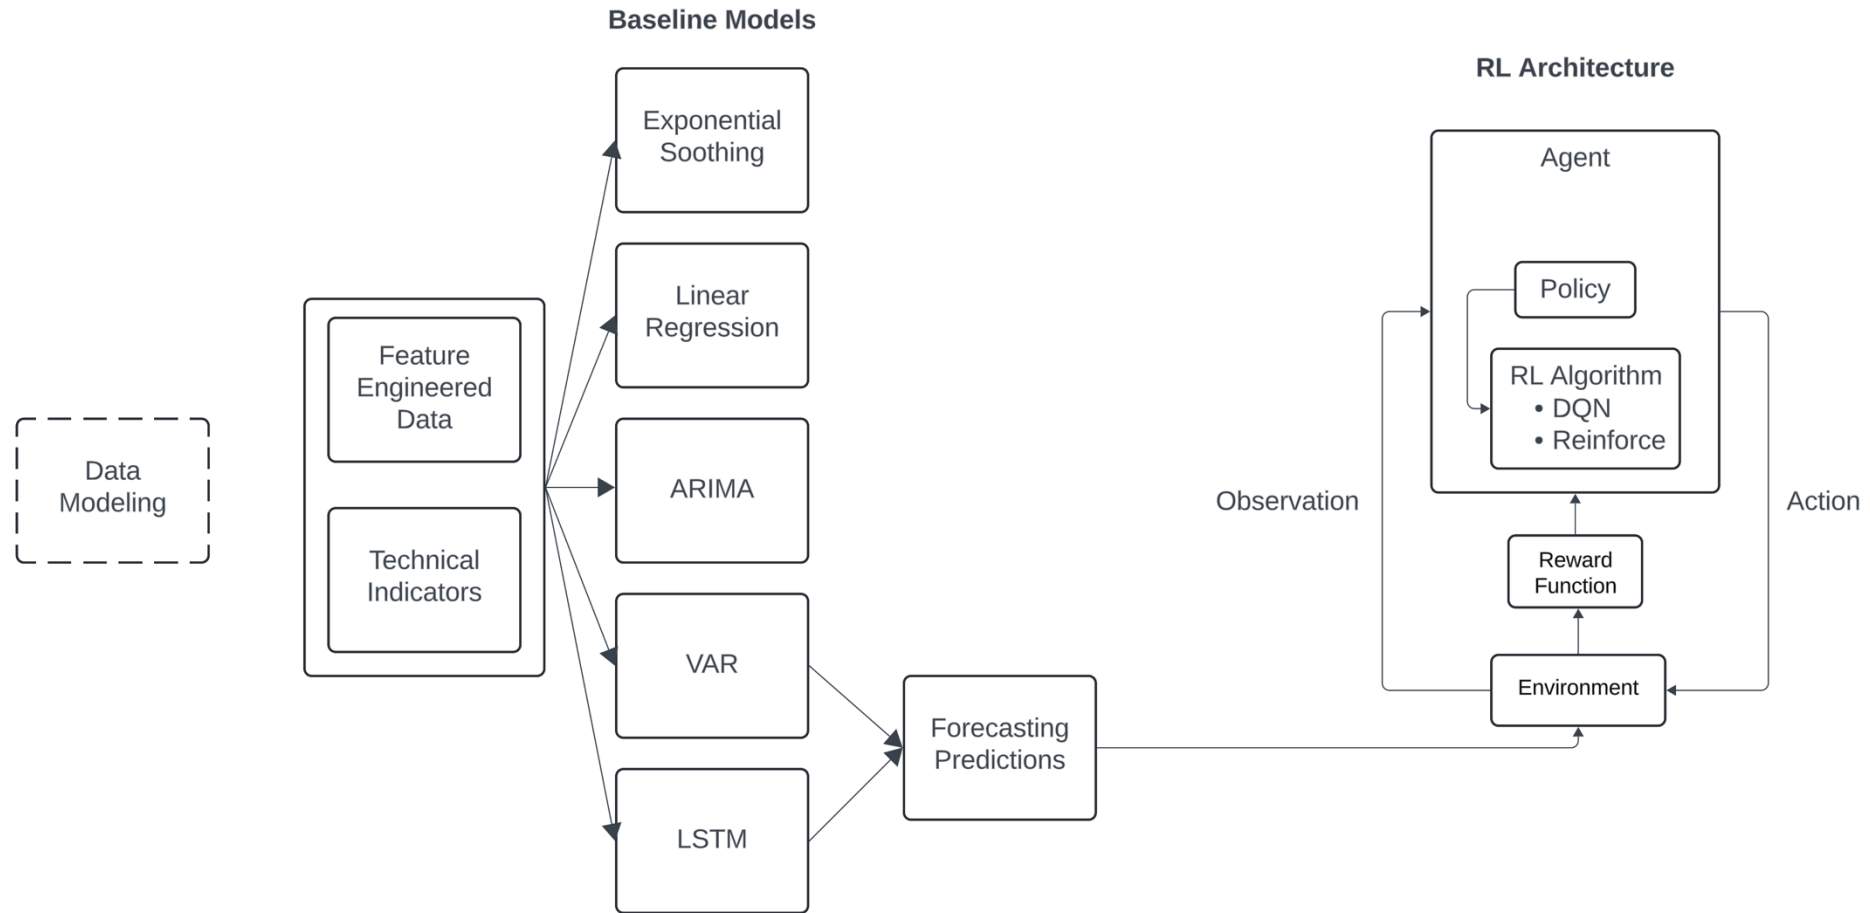 Baseline Models
RL Architecture
Exponential
Soothing
Agent
Linear
Regression
Policy
Feature
Engineered
Data
RL Algorithm
• DQN
• Reinforce
Data
Modeling
ARIMA
Observation
Action
Technical
Indicators
Reward
Function
VAR
Environment
Forecasting
Predictions
LSTM